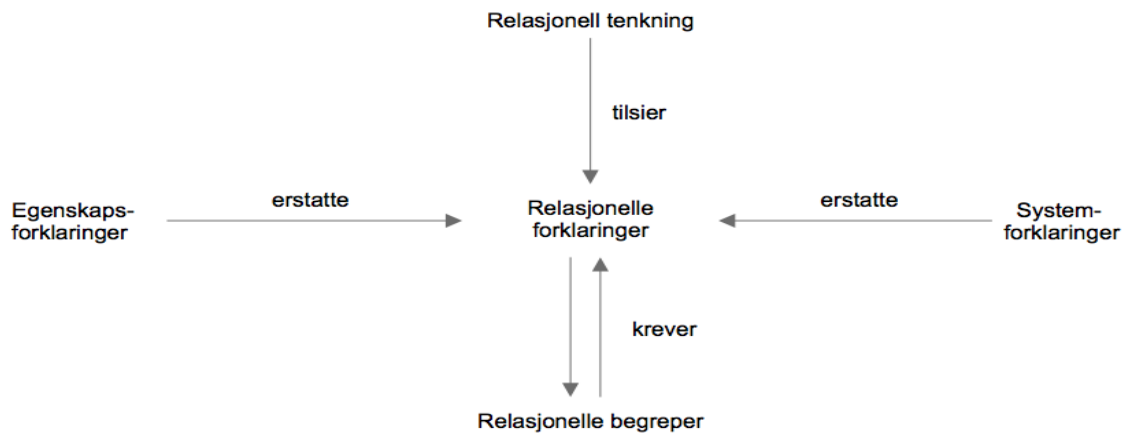 Relasjonell tenkning
tilsier
erstatte
erstatte
Egenskaps-
forklaringer
Relasjonelle
forklaringer
System-
forklaringer
krever
Relasjonelle begreper